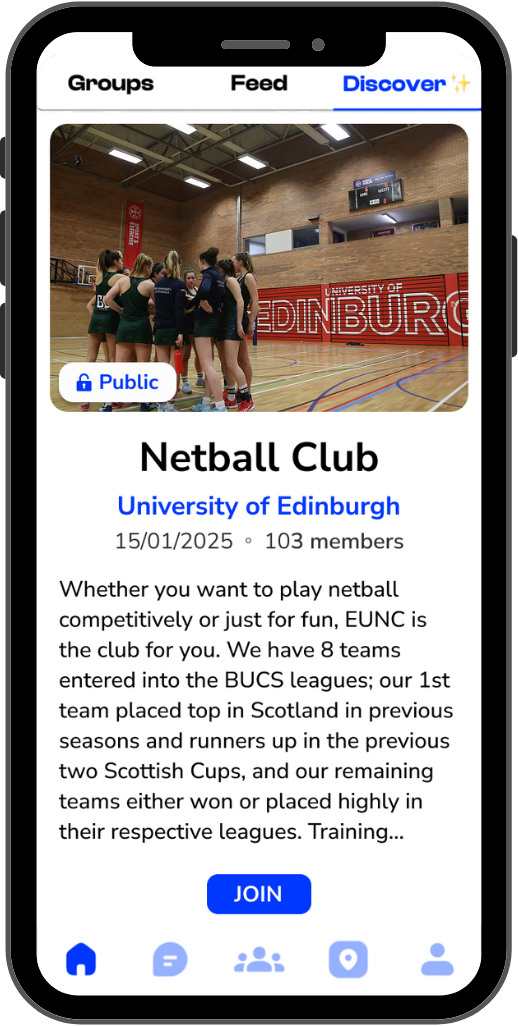 Groups Feed Discover
UNIVERSITY OF
EDINBURG
Public
Netball Club
University of Edinburgh
15/01/2025 ◦ 103 members
Whether you want to play netball
competitively or just for fun, EUNC is
the club for you. We have 8 teams
entered into the BUCS leagues; our 1st
team placed top in Scotland in previous
seasons and runners up in the previous
two Scottish Cups, and our remaining
teams either won or placed highly in
their respective leagues. Training...
JOIN